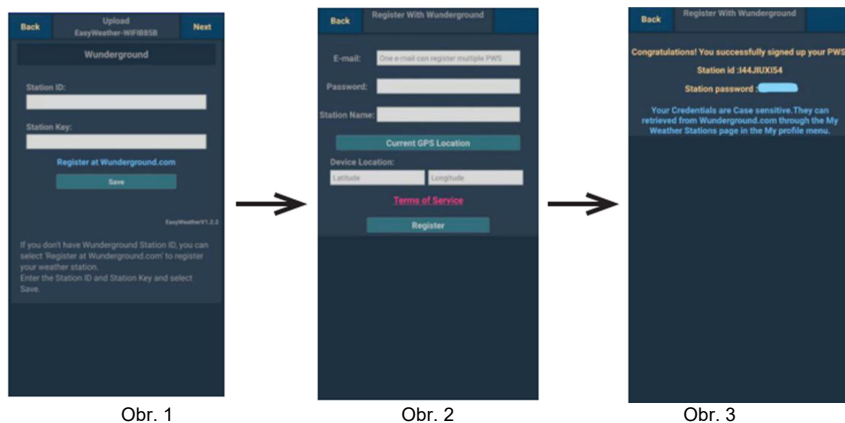 Back
Upload
EasyWeather-WIFIB85B
Next
Wunderground
Station ID:
Station Key:
Register at Wunderground.com
Save
EasyWeatherV1.2.2
If you don't have Wunderground Station ID, you can
select 'Register at Wunderground.com' to register
your weather station.
Enter the Station ID and Station Key and select
Save.
Obr. 1
Back
Register With Wunderground
E-mail:
One e-mail can register multiple PWS
Password:
Station Name:
Current GPS Location
Device Location:
Latitude
Longitude
Terms of Service
Register
Obr. 2
Back
Register With Wunderground
Congratulations! You successfully signed up your PWS
Station id :I44JIUXI54
Station password :
Your Credentials are Case sensitive.They can
retrieved from Wunderground.com through the My
Weather Stations page in the My profile menu.
Obr. 3